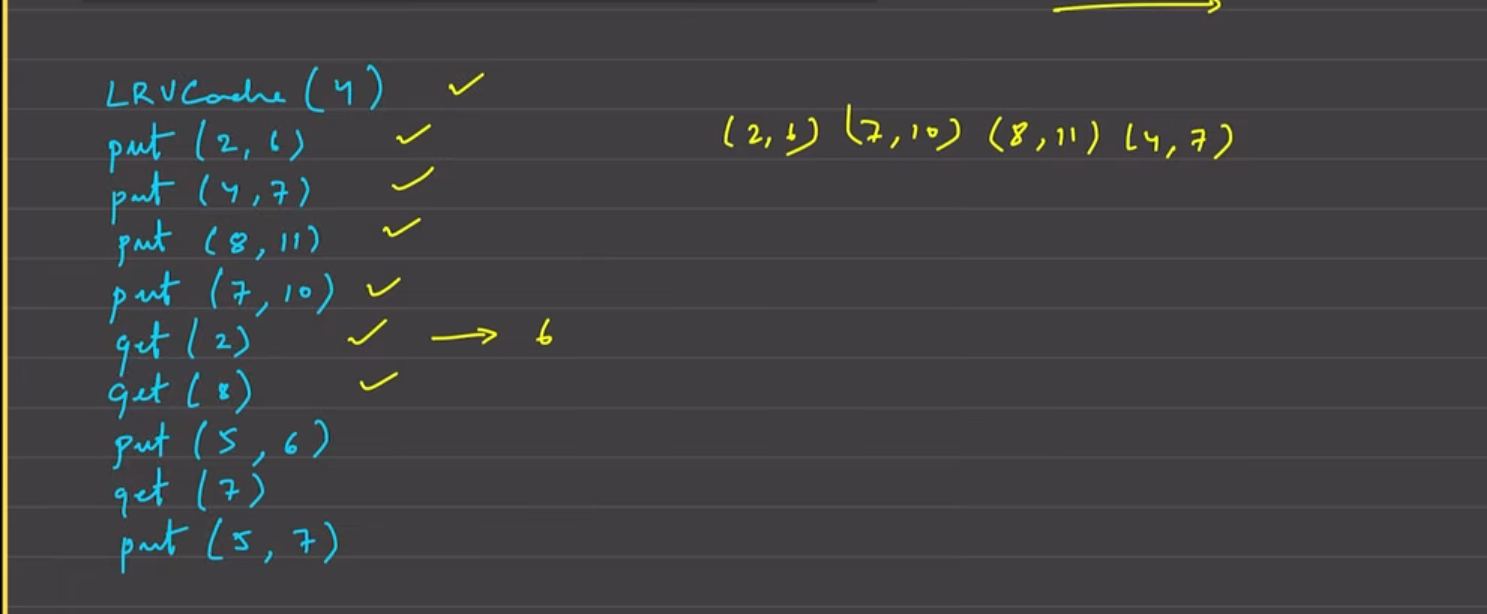 LRUCache (4) ✓
(2,6) (7,10) (8,11) (4,7)
put (2, 6) ✓
put (4,7) ✓
put (8, 11) ✓
put (7, 10) ✓
get (2) ✓ → 6
get (8) ✓
put (5, 6)
get (7)
put (5, 7)